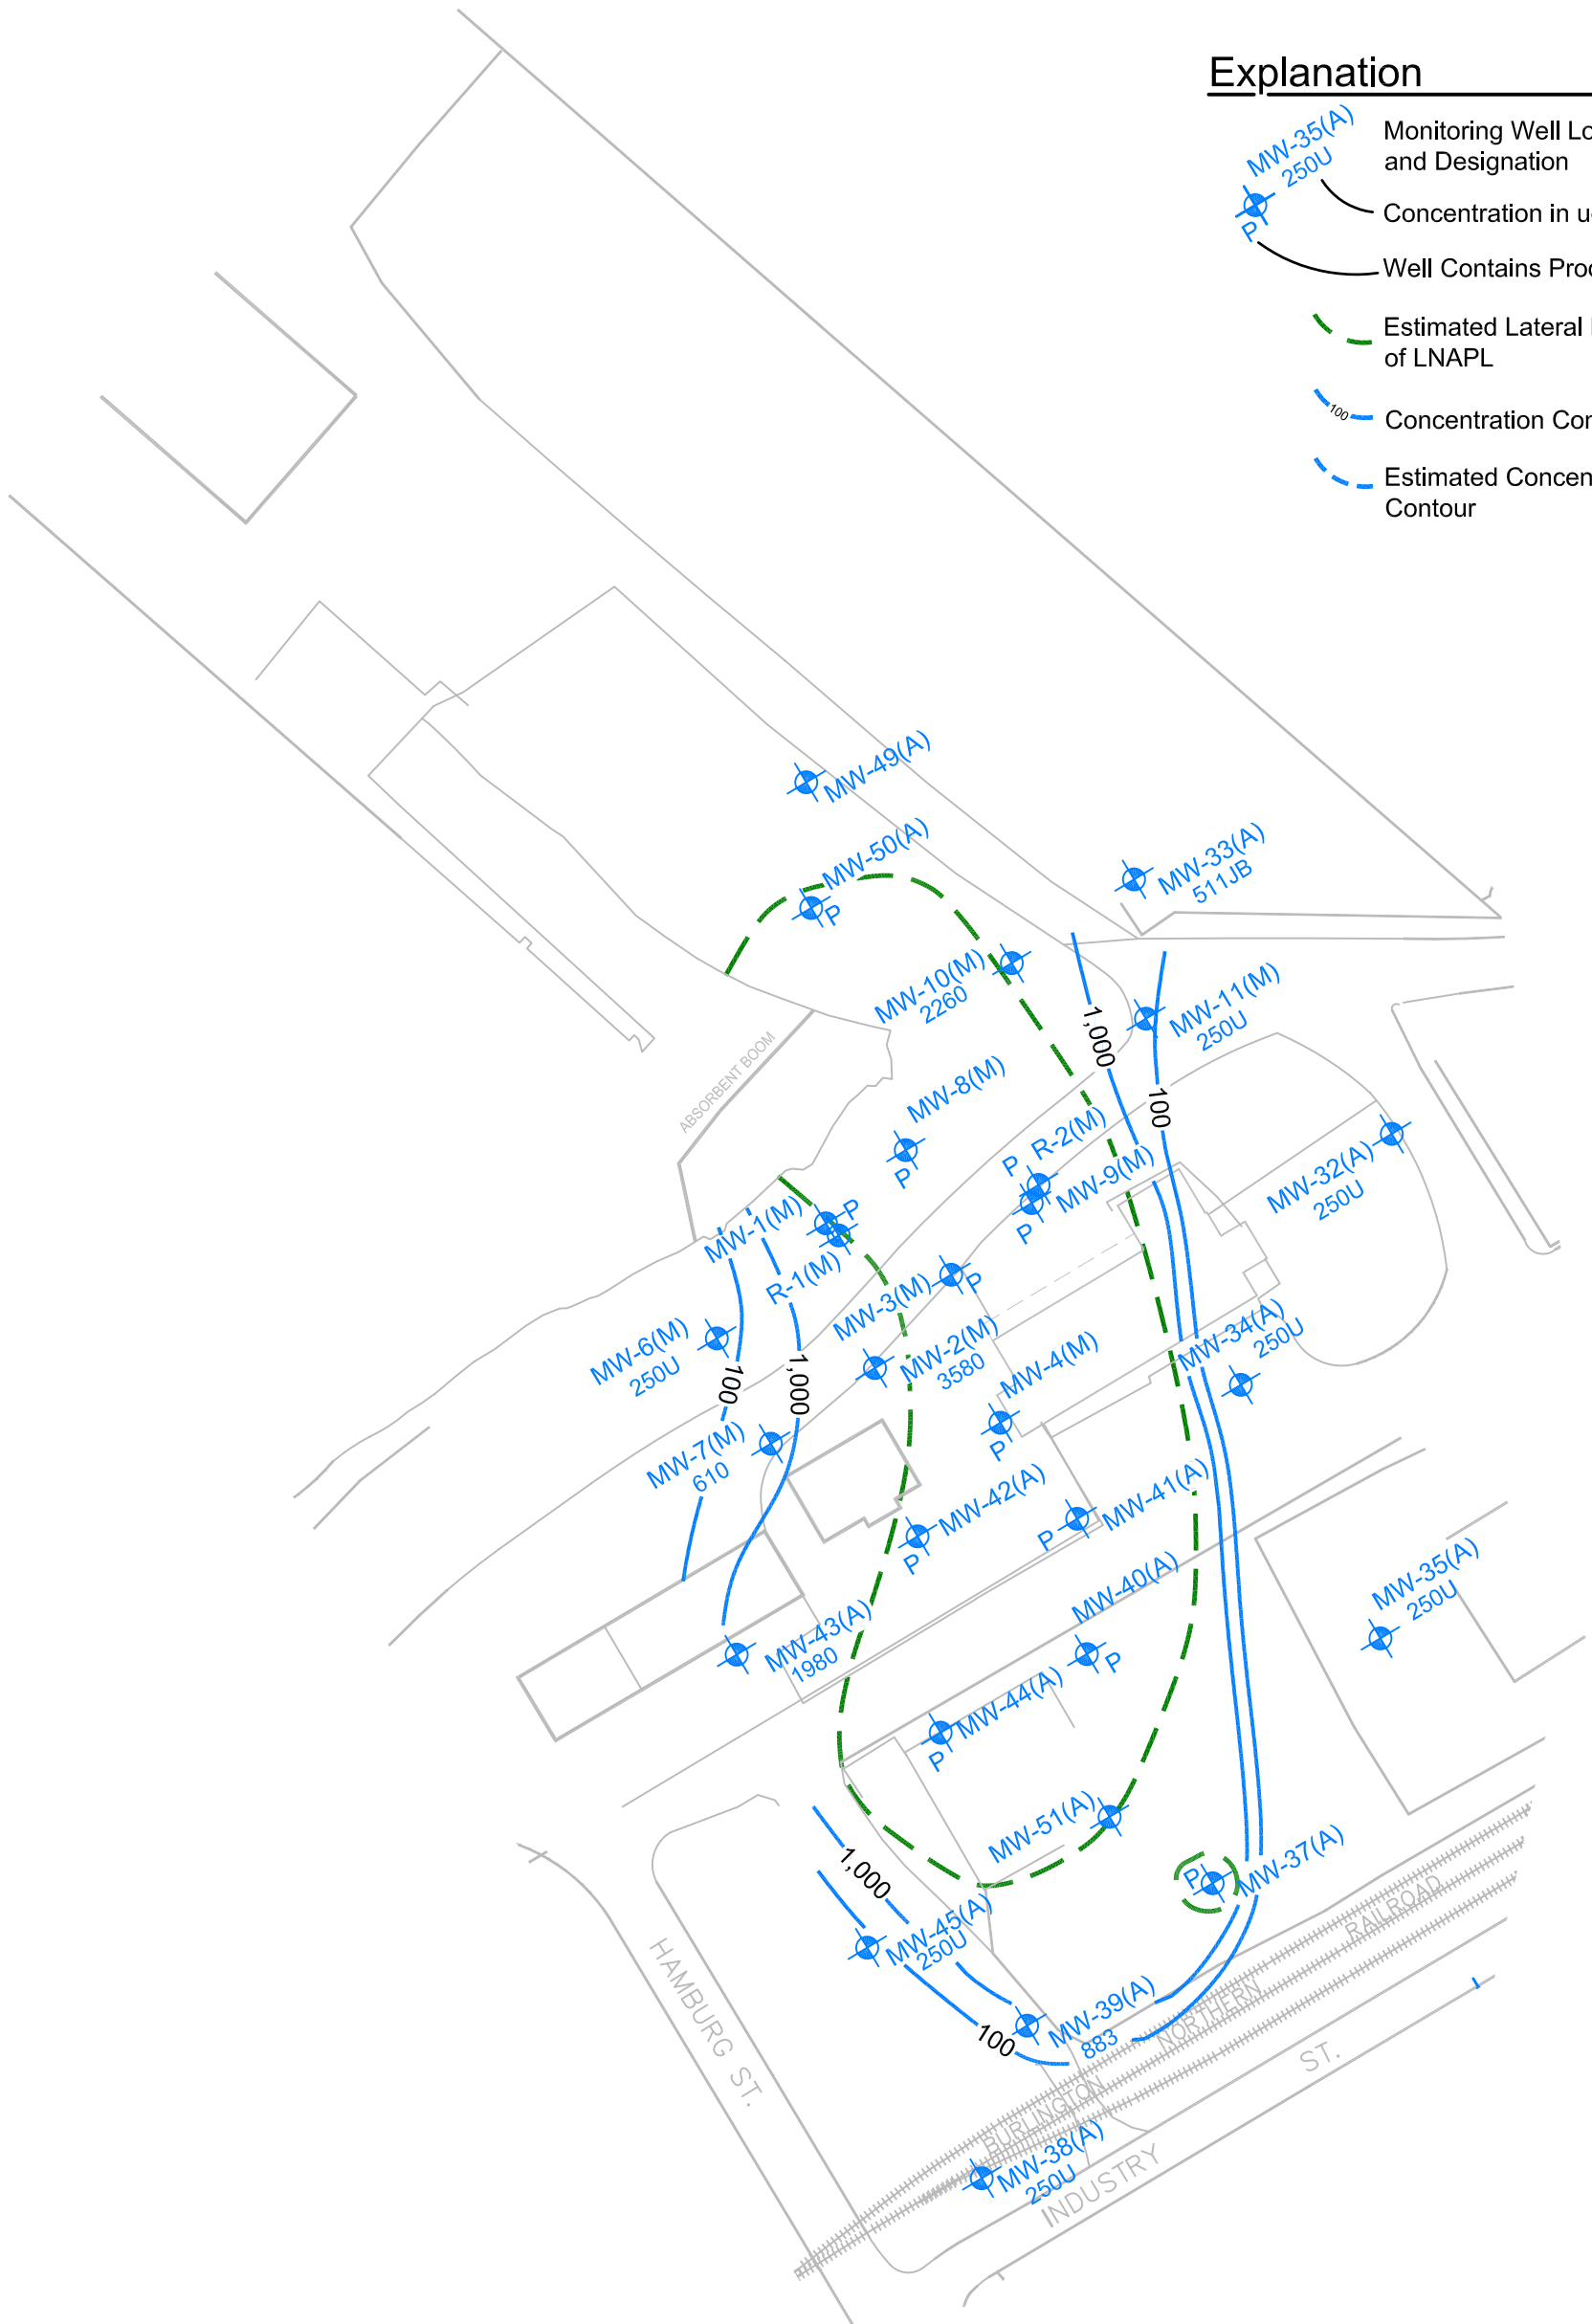 Explanation
MW-35(A)
250U
P
Monitoring Well Lo
and Designation
Concentration in u
Well Contains Pro
Estimated Lateral
of LNAPL
100
Concentration Con
Estimated Concen
Contour
MW-49(A)
MW-50(A)
P
MW-33(A)
511JB
MW-10(M)
2260
MW-11(M)
250U
1,000
100
ABSORBENT BOOM
MW-8(M)
P
R-2(M)
P
MW-9(M)
P
MW-32(A)
250U
MW-1(M)
P
R-1(M)
MW-3(M)
P
MW-6(M)
250U
100
1,000
MW-2(M)
3580
MW-4(M)
P
MW-34(A)
250U
MW-7(M)
610
MW-42(A)
P
MW-41(A)
P
MW-40(A)
P
MW-35(A)
250U
MW-43(A)
1980
MW-44(A)
P
MW-51(A)
MW-37(A)
P
1,000
MW-45(A)
250U
MW-39(A)
883
100
HAMBURG ST.
BURLINGTON NORTHERN RAILROAD
MW-38(A)
250U
INDUSTRY ST.